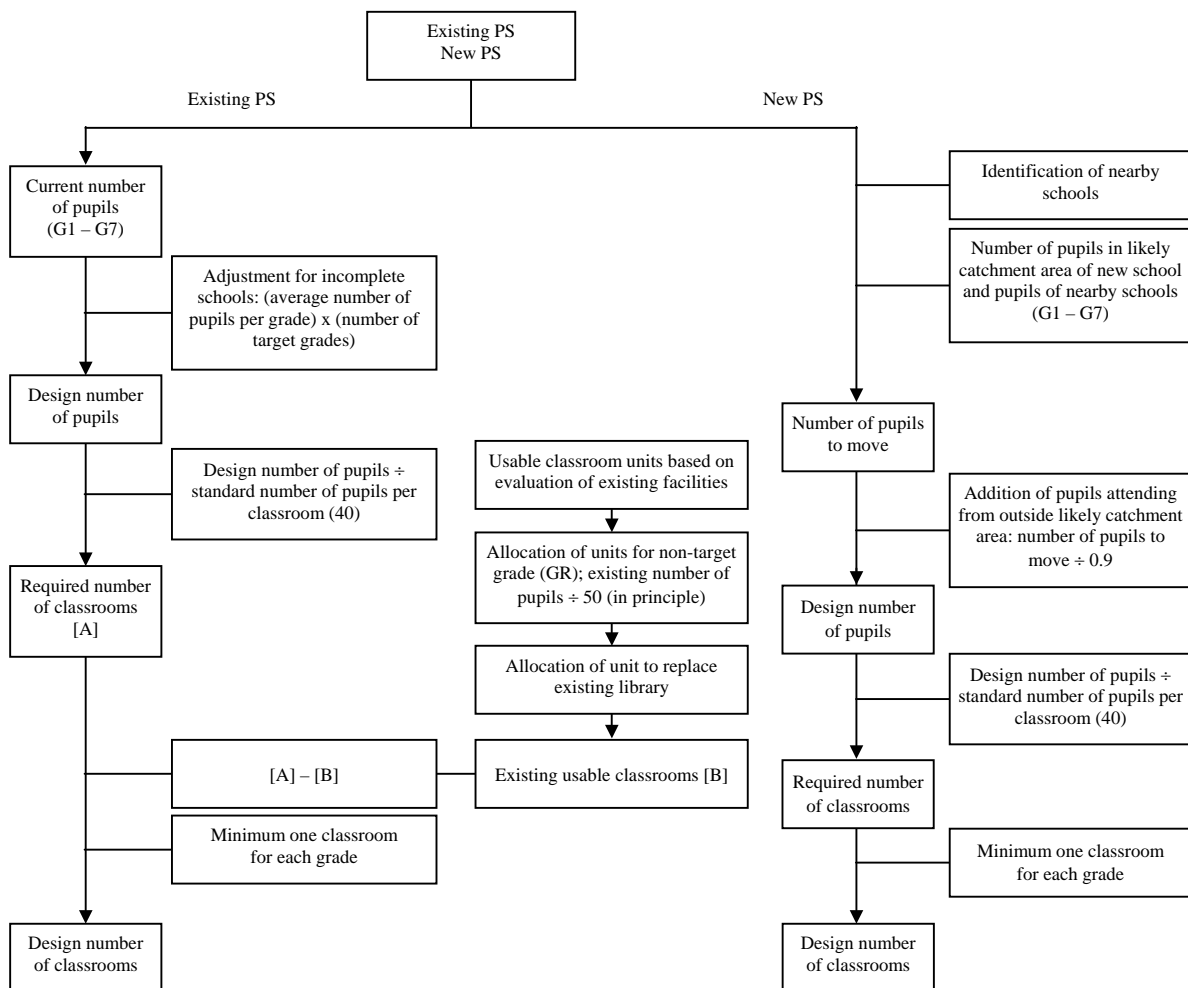 Existing PS
New PS
Existing PS
New PS
Current number
of pupils
(G1 – G7)
Adjustment for incomplete
schools: (average number of
pupils per grade) x (number of
target grades)
Design number
of pupils
Design number of pupils ÷
standard number of pupils per
classroom (40)
Required number
of classrooms
[A]
Usable classroom units based on
evaluation of existing facilities
Allocation of units for non-target
grade (GR); existing number of
pupils ÷ 50 (in principle)
Allocation of unit to replace
existing library
Existing usable classrooms [B]
[A] – [B]
Minimum one classroom
for each grade
Design number
of classrooms
Identification of nearby
schools
Number of pupils in likely
catchment area of new school
and pupils of nearby schools
(G1 – G7)
Number of pupils
to move
Addition of pupils attending
from outside likely catchment
area: number of pupils to
move ÷ 0.9
Design number
of pupils
Design number of pupils ÷
standard number of pupils per
classroom (40)
Required number
of classrooms
Minimum one classroom
for each grade
Design number
of classrooms